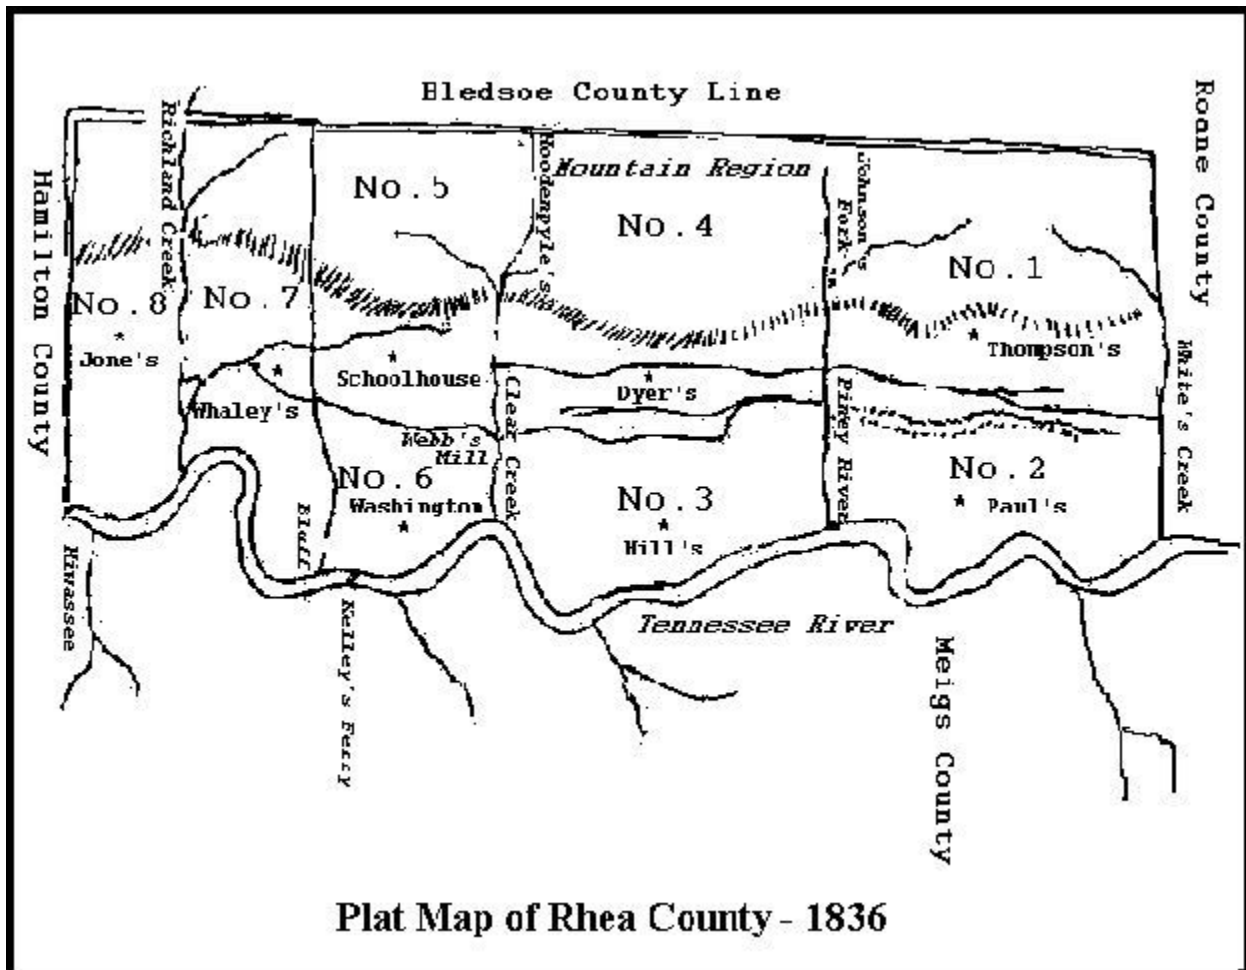 Bledsoe County Line
Roane County
Hamilton County
Richland Creek
Hoodenpyle's
Mountain Region
Johnson's
Fork
No.5
No.4
No.1
No.8
No.7
Jone's
Schoolhouse
Whaley's
Dyer's
Thompson's
White's Creek
Clear Creek
Piney River
Webb's
Mill
No.6
Washington
No.3
Hill's
No.2
Paul's
Bluff
Hiwassee
Kelley's Ferry
Tennessee River
Meigs County
Plat Map of Rhea County - 1836